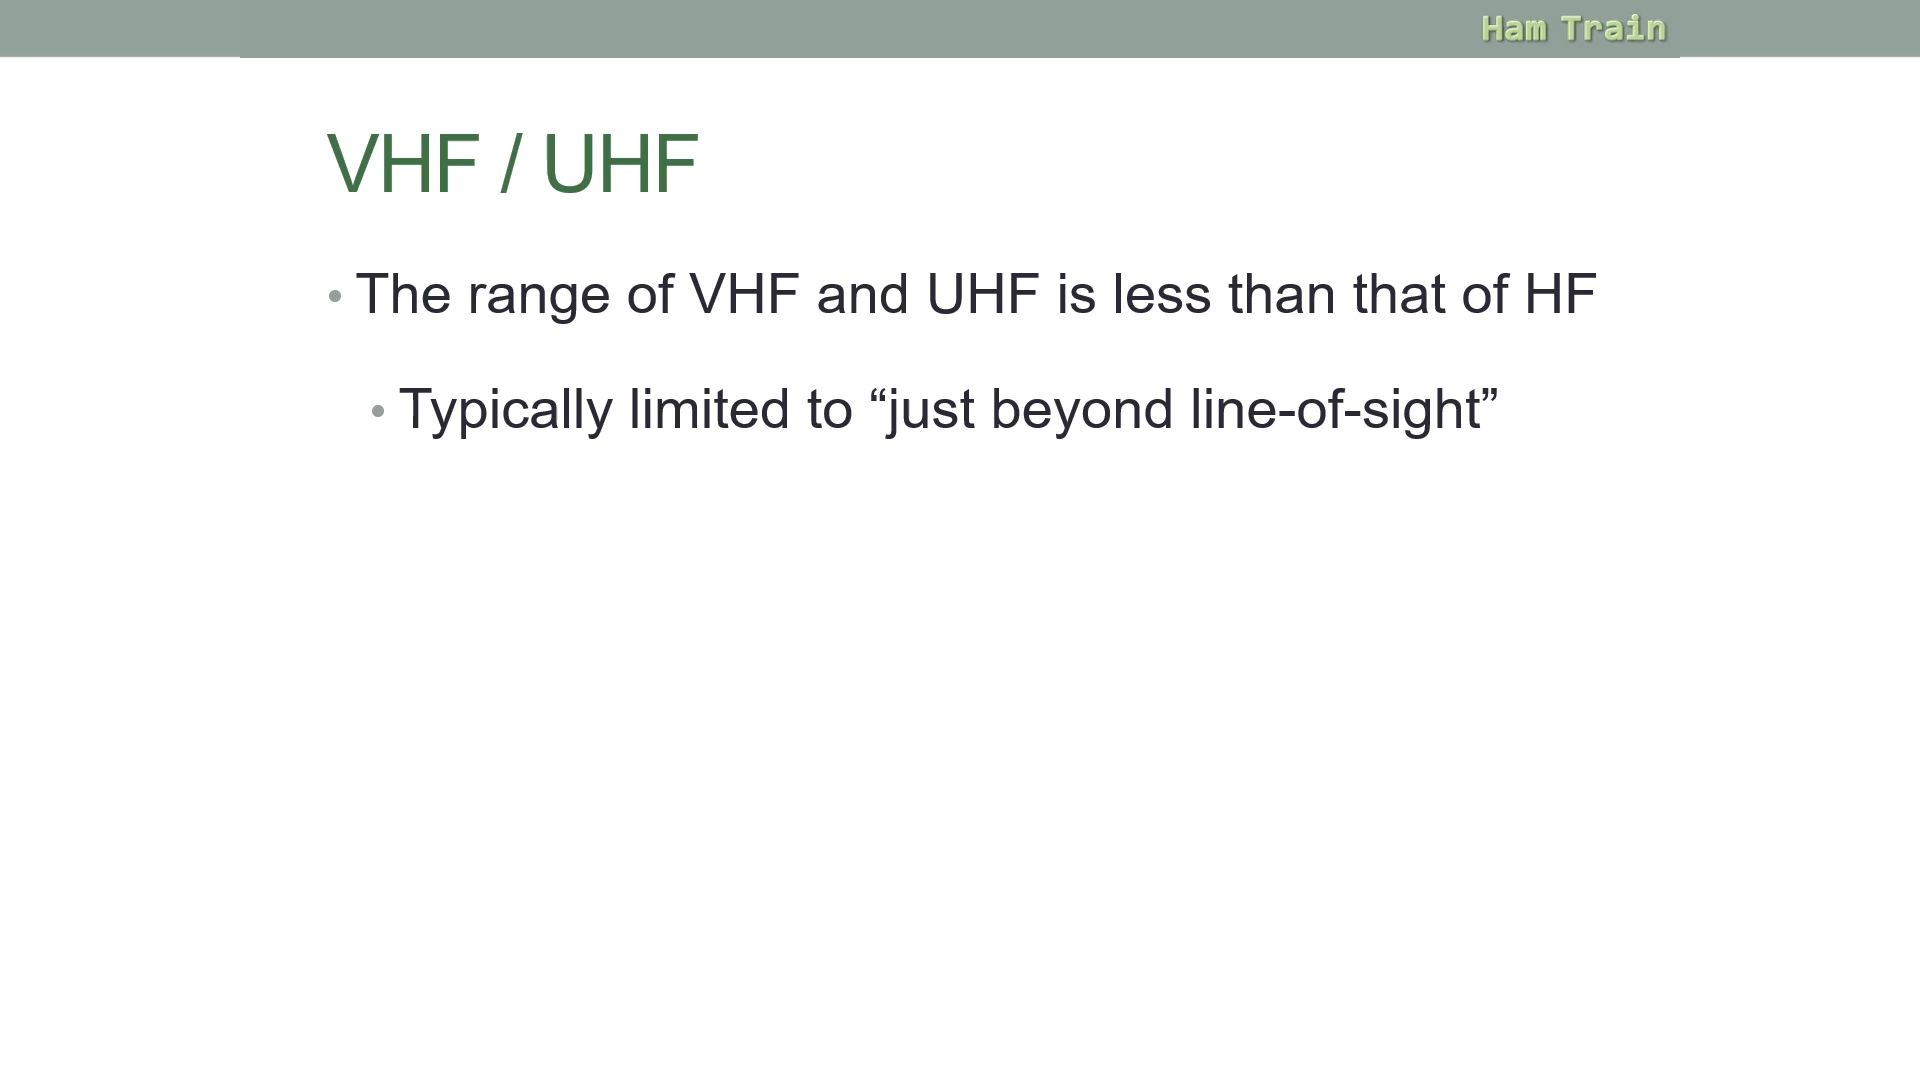 Ham Train
VHF / UHF
• The range of VHF and UHF is less than that of HF
• Typically limited to “just beyond line-of-sight”